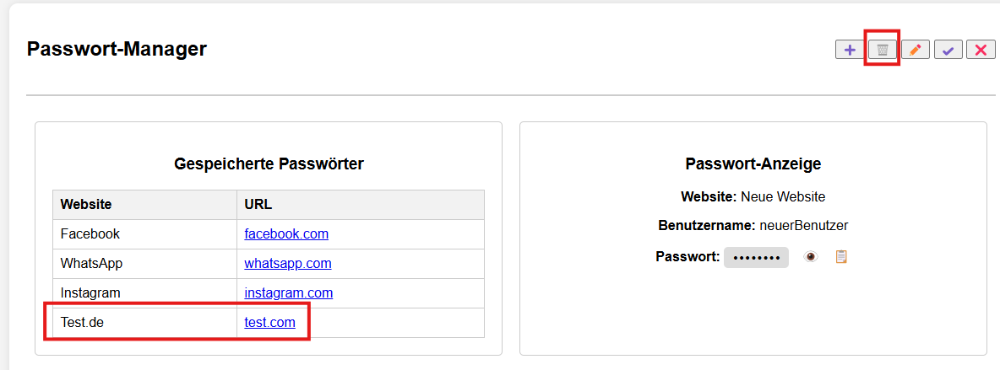 Passwort-Manager
Gespeicherte Passwörter
Website URL
Facebook facebook.com
WhatsApp whatsapp.com
Instagram instagram.com
Test.de test.com
Passwort-Anzeige
Website: Neue Website
Benutzername: neuerBenutzer
Passwort: ••••••••